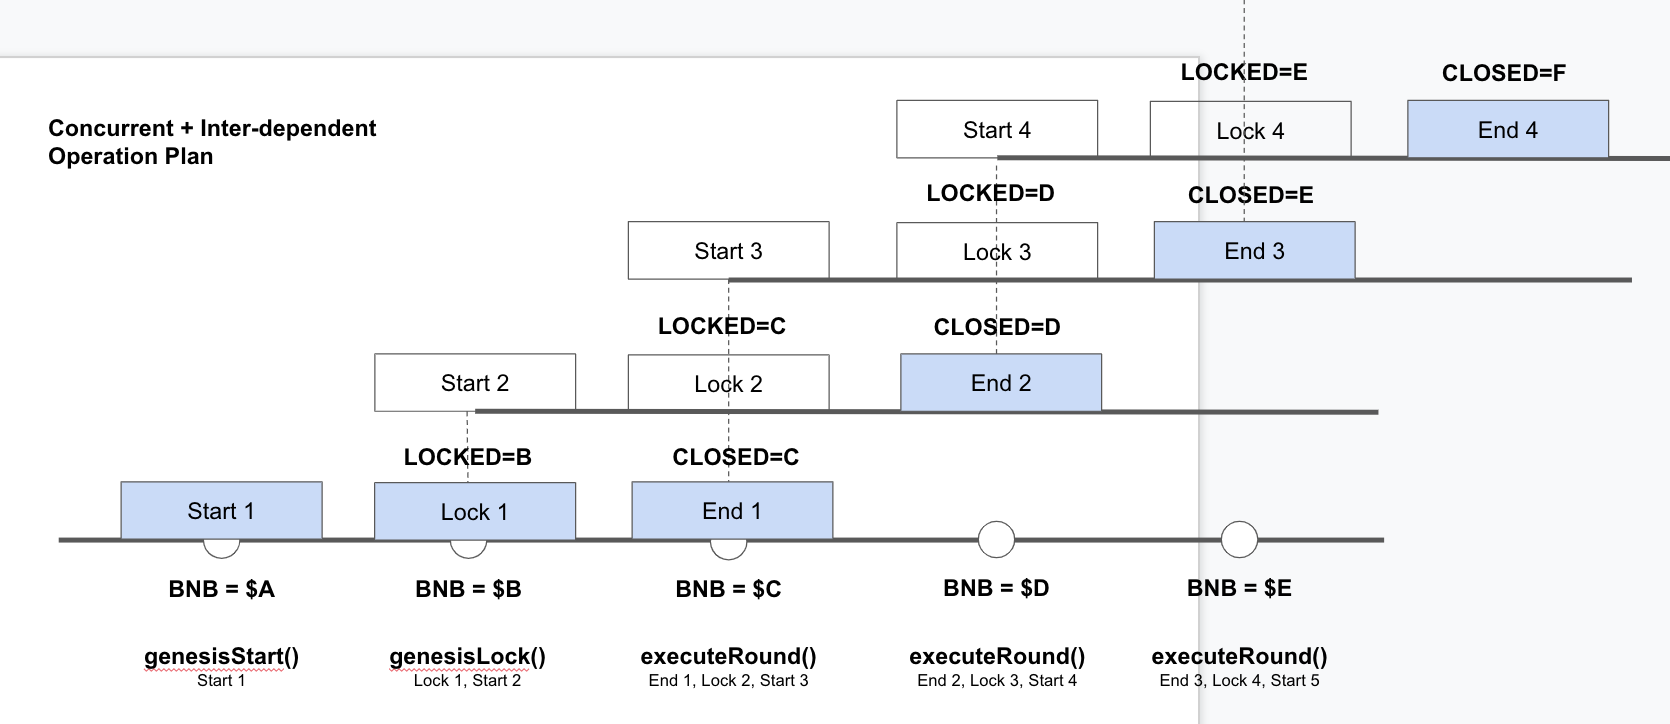 LOCKED=E
CLOSED=F
Concurrent + Inter-dependent
Operation Plan
Start 4
Lock 4
End 4
LOCKED=D
CLOSED=E
Start 3
Lock 3
End 3
LOCKED=C
CLOSED=D
Start 2
Lock 2
End 2
LOCKED=B
CLOSED=C
Start 1
Lock 1
End 1
BNB = $A
BNB = $B
BNB = $C
BNB = $D
BNB = $E
genesisStart()
Start 1
genesisLock()
Lock 1, Start 2
executeRound()
End 1, Lock 2, Start 3
executeRound()
End 2, Lock 3, Start 4
executeRound()
End 3, Lock 4, Start 5